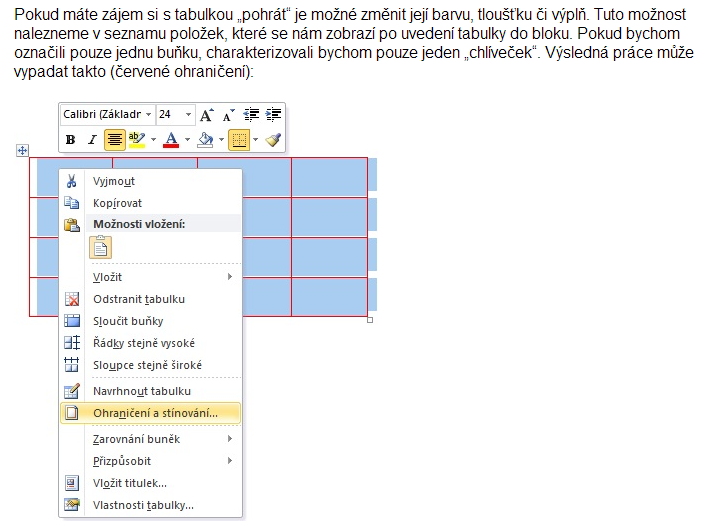 Pokud máte zájem si s tabulkou „pohrát“ je možné změnit její barvu, tloušťku či výplň. Tuto možnost
nalezneme v seznamu položek, které se nám zobrazí po uvedení tabulky do bloku. Pokud bychom
označili pouze jednu buňku, charakterizovali bychom pouze jeden „chlíveček“. Výsledná práce může
vypadat takto (červené ohraničení):
Calibri (Základr 24 A A
B I ab A
Vyjmout
Kopírovat
Možnosti vložení:
Vložit
Odstranit tabulku
Sloučit buňky
Řádky stejně vysoké
Sloupce stejně široké
Navrhnout tabulku
Ohraničení a stínování...
Zarovnání buněk
Přizpůsobit
Vložit titulek...
Vlastnosti tabulky...